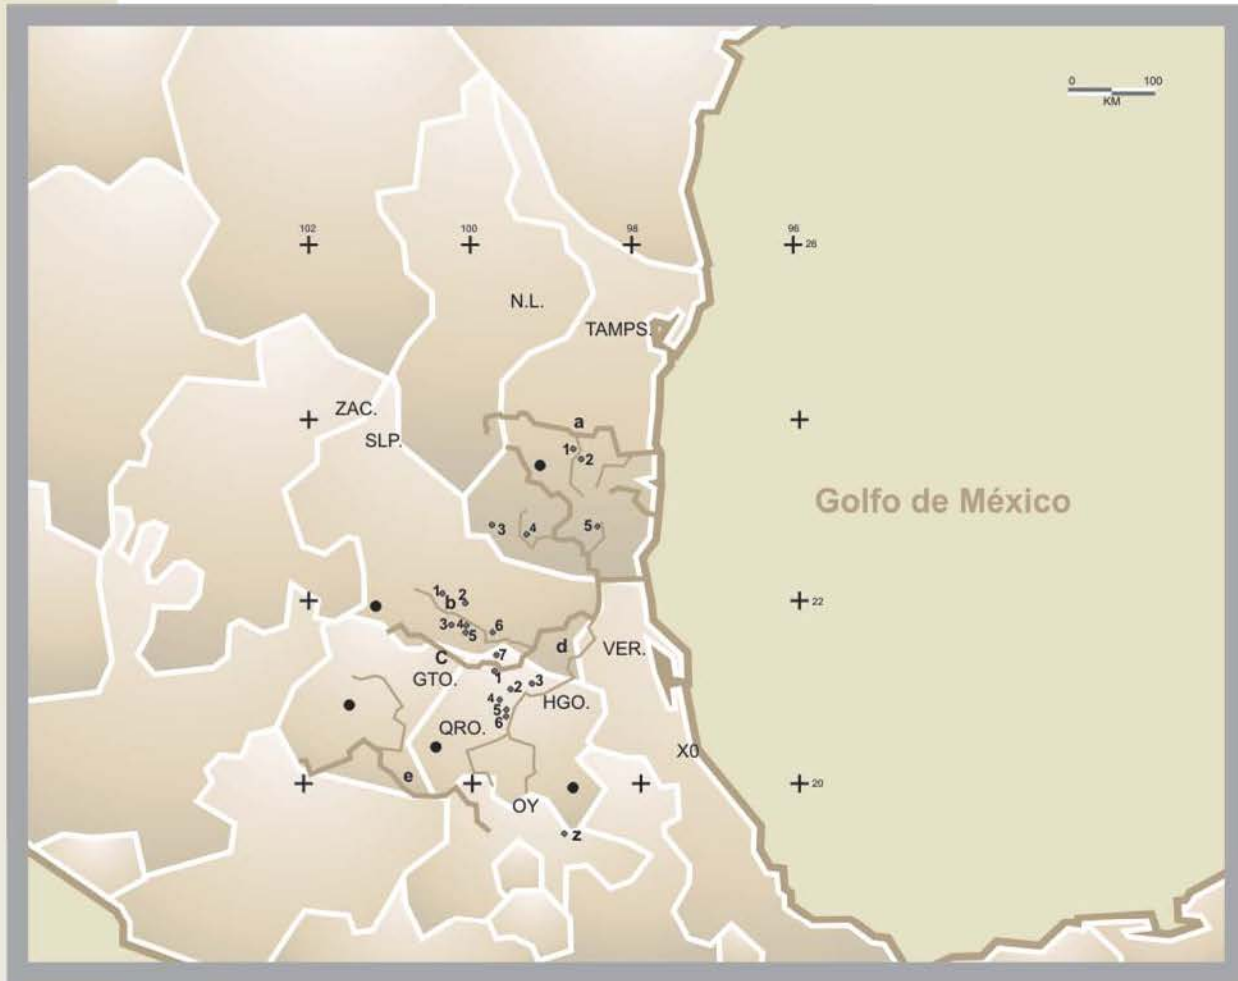 0 100
KM
102 100 98 96
26
N.L.
TAMPS.
ZAC.
a
SLP.
1
2
Golfo de México
3 4 5
1 2
b
22
3 4 6
5
d VER.
C 7
GTO. 1
2 3
4 HGO.
5
QRO. 6
X0
e 20
OY
z